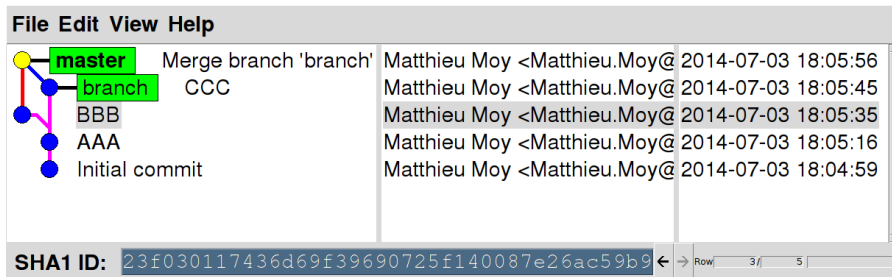 File Edit View Help
master Merge branch 'branch' Matthieu Moy <Matthieu.Moy@ 2014-07-03 18:05:56
branch CCC Matthieu Moy <Matthieu.Moy@ 2014-07-03 18:05:45
BBB Matthieu Moy <Matthieu.Moy@ 2014-07-03 18:05:35
AAA Matthieu Moy <Matthieu.Moy@ 2014-07-03 18:05:16
Initial commit Matthieu Moy <Matthieu.Moy@ 2014-07-03 18:04:59
SHA1 ID: 23f030117436d69f39690725f140087e26ac59b9 ← → Row 3/ 5